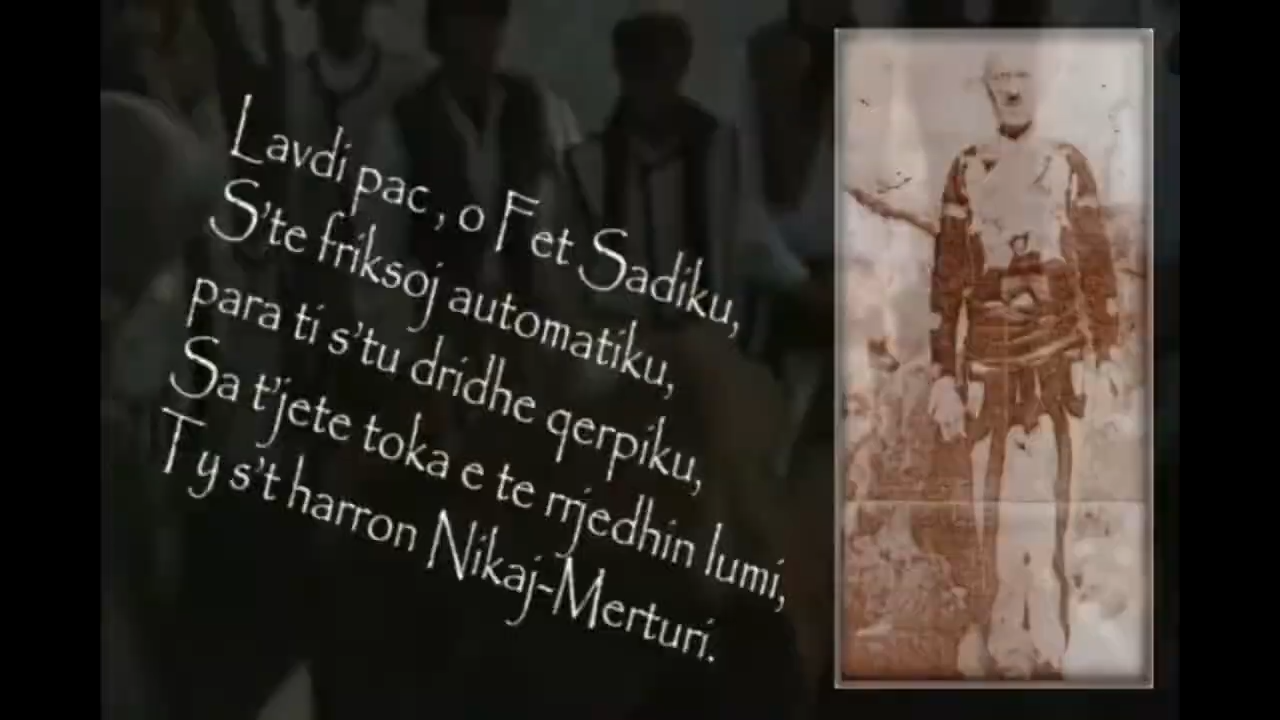 Lavdi pac , o Fet Sadiku,
S'te friksoj automatiku,
para ti s'tu dridhe qerpiku,
Sa t'jete toka e te rrjedhin lumi,
Ty s't harron Nikaj-Merturi.